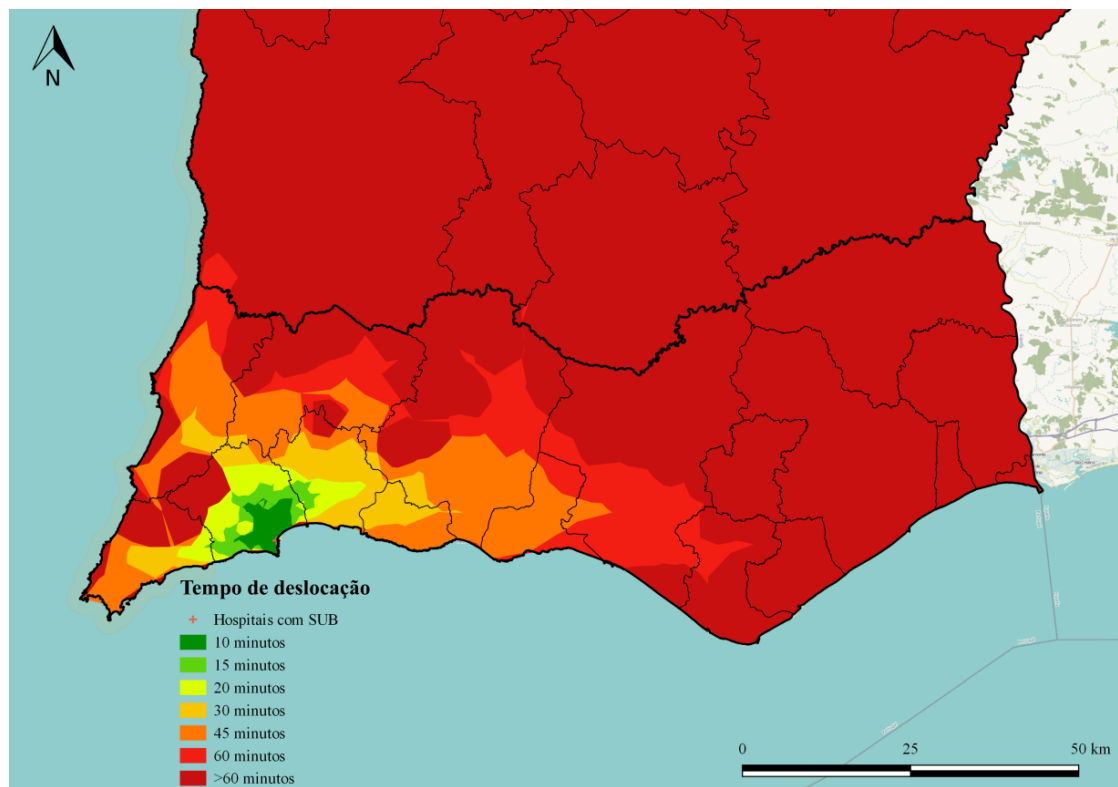 N
Tempo de deslocação
Hospitais com SUB
10 minutos
15 minutos
20 minutos
30 minutos
45 minutos
60 minutos
>60 minutos
0 25 50 km